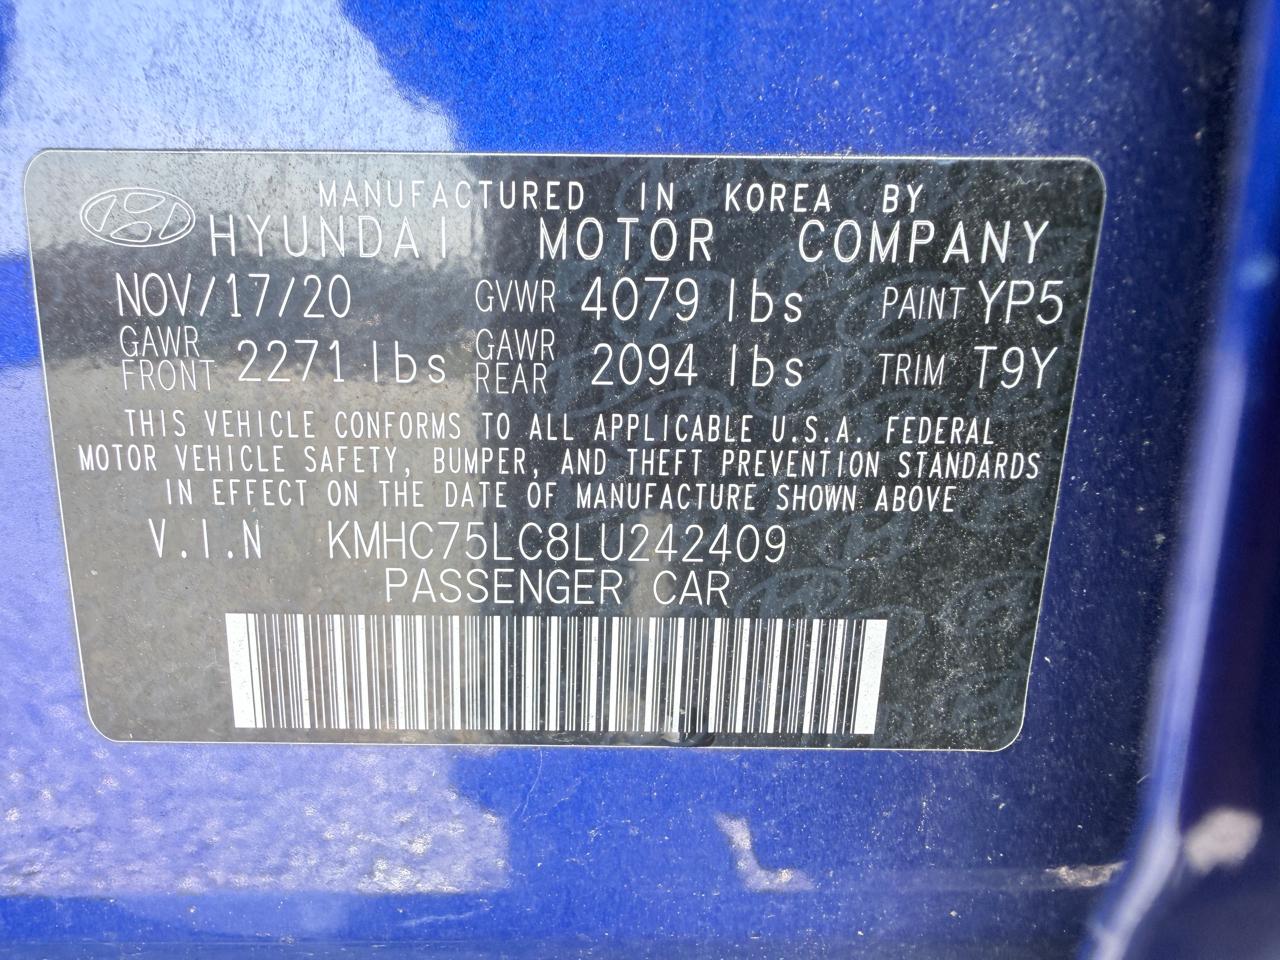 MANUFACTURED IN KOREA BY
HYUNDAI MOTOR COMPANY
NOV/17/20 GVWR 4079 lbs PAINT YP5
GAWR FRONT 2271 lbs GAWR REAR 2094 lbs TRIM T9Y
THIS VEHICLE CONFORMS TO ALL APPLICABLE U.S.A. FEDERAL
MOTOR VEHICLE SAFETY, BUMPER, AND THEFT PREVENTION STANDARDS
IN EFFECT ON THE DATE OF MANUFACTURE SHOWN ABOVE
V.I.N KMHC75LC8LU242409
PASSENGER CAR